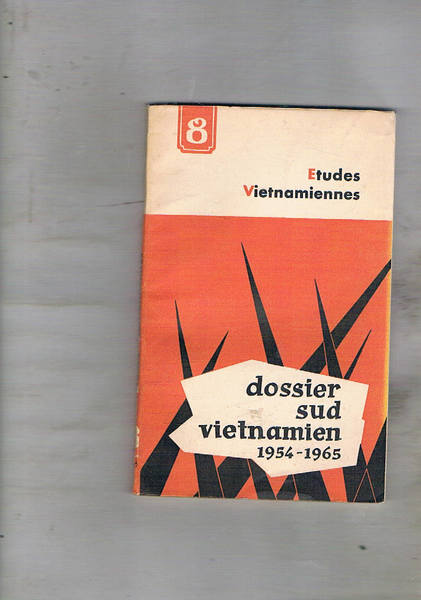 8
Etudes
Vietnamiennes
dossier
sud
vietnamien
1954-1965